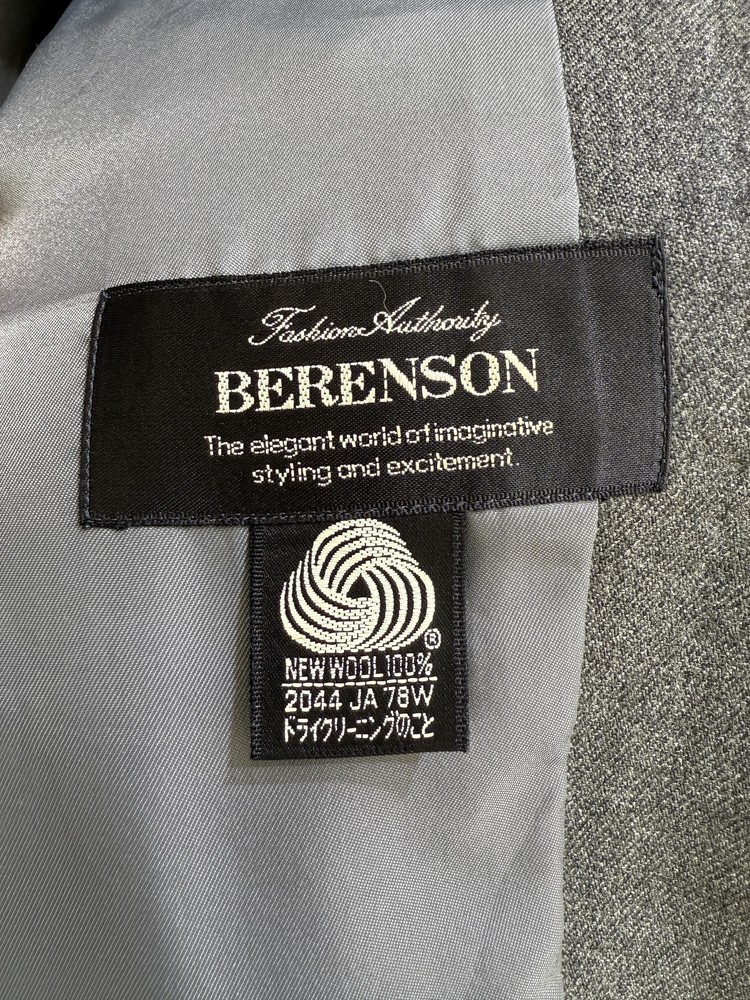 Fashion Authority
BERENSON
The elegant world of imaginative
styling and excitement.
®
NEW WOOL 100%
2044 JA 78W
ドライクリーニングのこと